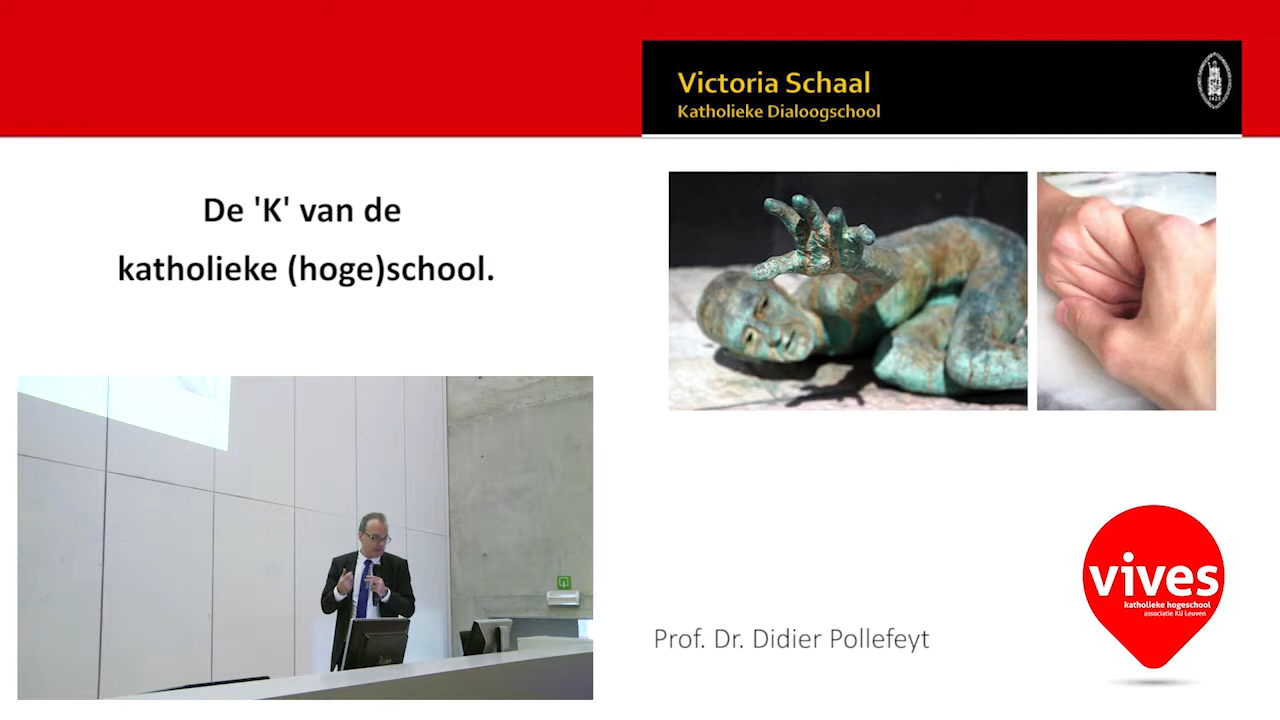 Victoria Schaal
Katholieke Dialoogschool
De 'K' van de
katholieke (hoge)school.
Prof. Dr. Didier Pollefeyt
vives
katholieke hogeschool
associatie KU Leuven